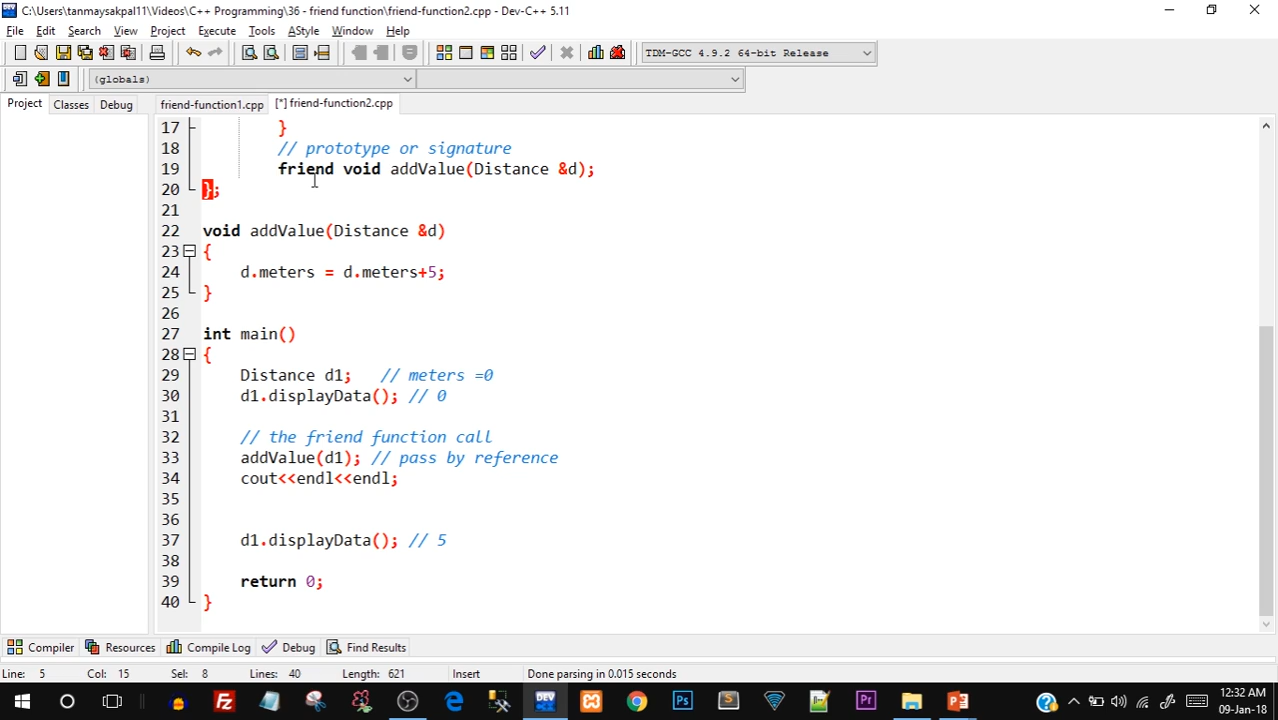 C:\Users\tanmaysakpal11\Videos\C++ Programming\36 - friend function\friend-function2.cpp - Dev-C++ 5.11
File Edit Search View Project Execute Tools AStyle Window Help
TDM-GCC 4.9.2 64-bit Release
(globals)
Project Classes Debug friend-function1.cpp [*] friend-function2.cpp
17 }
18 // prototype or signature
19 friend void addValue(Distance &d);
20 };
21
22 void addValue(Distance &d)
23 {
24 d.meters = d.meters+5;
25 }
26
27 int main()
28 {
29 Distance d1; // meters =0
30 d1.displayData(); // 0
31
32 // the friend function call
33 addValue(d1); // pass by reference
34 cout<<endl<<endl;
35
36
37 d1.displayData(); // 5
38
39 return 0;
40 }
Compiler Resources Compile Log Debug Find Results
Line: 5 Col: 15 Sel: 8 Lines: 40 Length: 621 Insert Done parsing in 0.015 seconds
12:32 AM
09-Jan-18